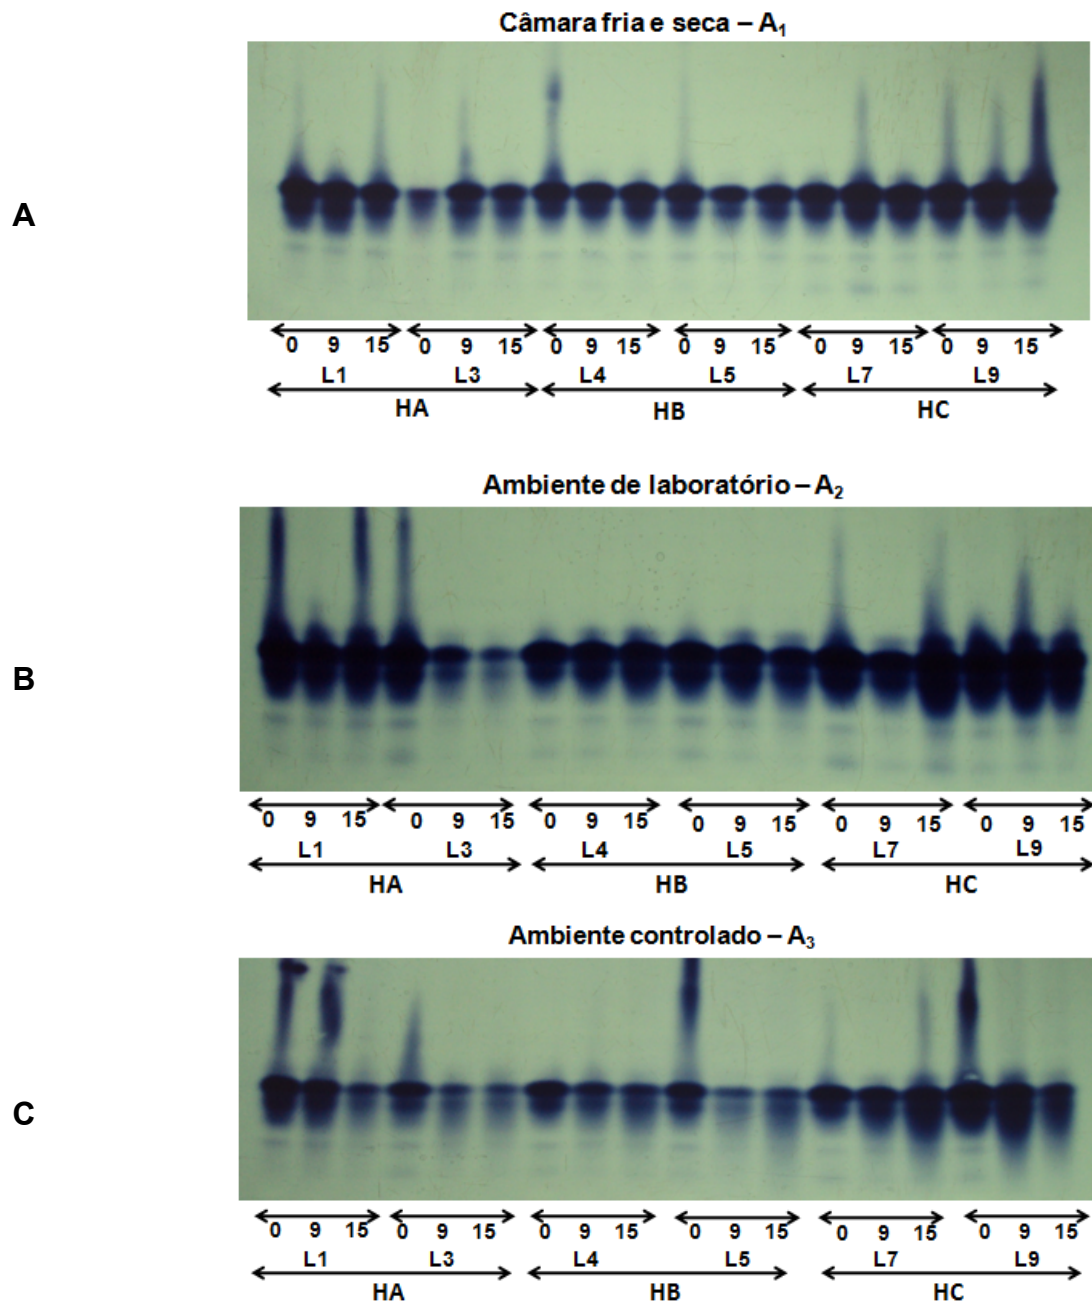 Câmara fria e seca – A₁
A
0 9 15 0 9 15 0 9 15 0 9 15 0 9 15 0 9 15
L1 L3 L4 L5 L7 L9
HA HB HC
Ambiente de laboratório – A₂
B
0 9 15 0 9 15 0 9 15 0 9 15 0 9 15 0 9 15
L1 L3 L4 L5 L7 L9
HA HB HC
Ambiente controlado – A₃
C
0 9 15 0 9 15 0 9 15 0 9 15 0 9 15 0 9 15
L1 L3 L4 L5 L7 L9
HA HB HC